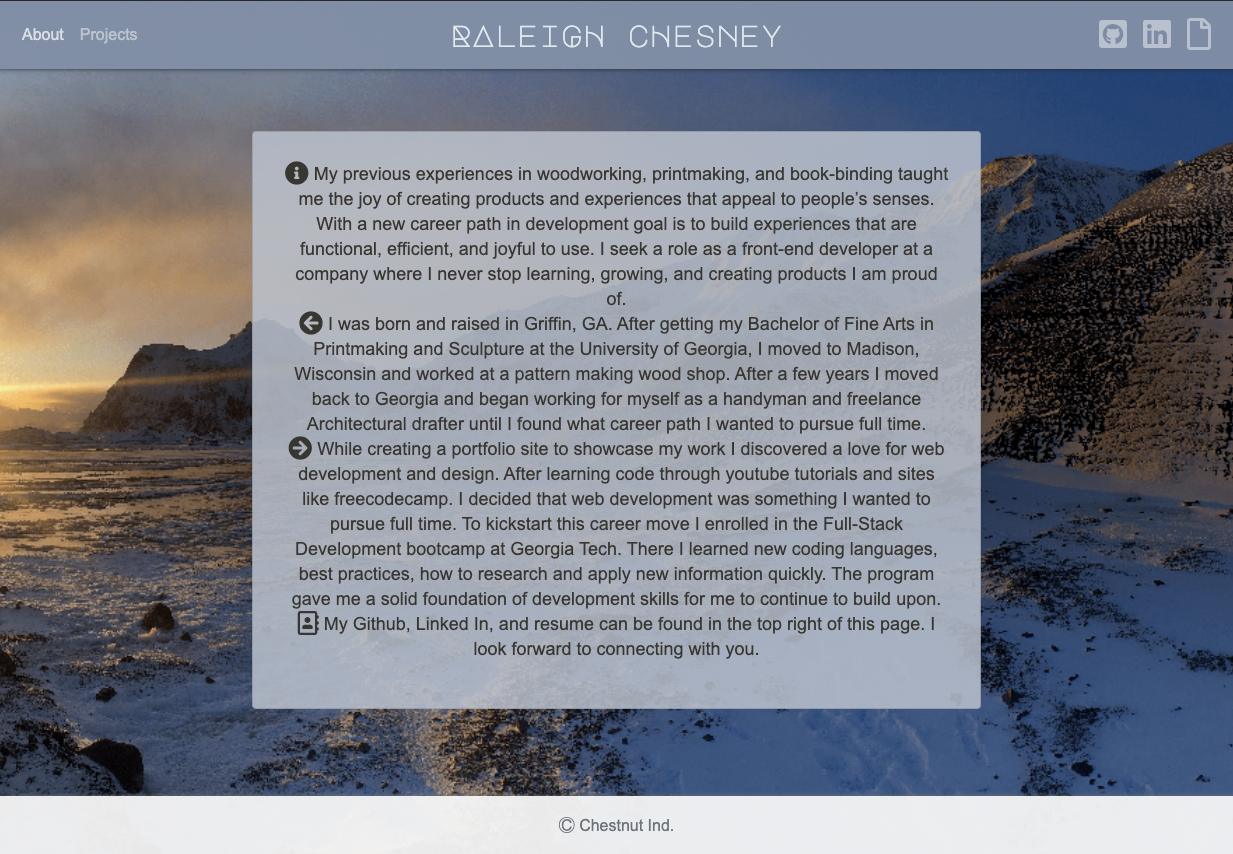 About Projects
RALEIGH CHESNEY
My previous experiences in woodworking, printmaking, and book-binding taught
me the joy of creating products and experiences that appeal to people’s senses.
With a new career path in development goal is to build experiences that are
functional, efficient, and joyful to use. I seek a role as a front-end developer at a
company where I never stop learning, growing, and creating products I am proud
of.
I was born and raised in Griffin, GA. After getting my Bachelor of Fine Arts in
Printmaking and Sculpture at the University of Georgia, I moved to Madison,
Wisconsin and worked at a pattern making wood shop. After a few years I moved
back to Georgia and began working for myself as a handyman and freelance
Architectural drafter until I found what career path I wanted to pursue full time.
While creating a portfolio site to showcase my work I discovered a love for web
development and design. After learning code through youtube tutorials and sites
like freecodecamp. I decided that web development was something I wanted to
pursue full time. To kickstart this career move I enrolled in the Full-Stack
Development bootcamp at Georgia Tech. There I learned new coding languages,
best practices, how to research and apply new information quickly. The program
gave me a solid foundation of development skills for me to continue to build upon.
My Github, Linked In, and resume can be found in the top right of this page. I
look forward to connecting with you.
© Chestnut Ind.